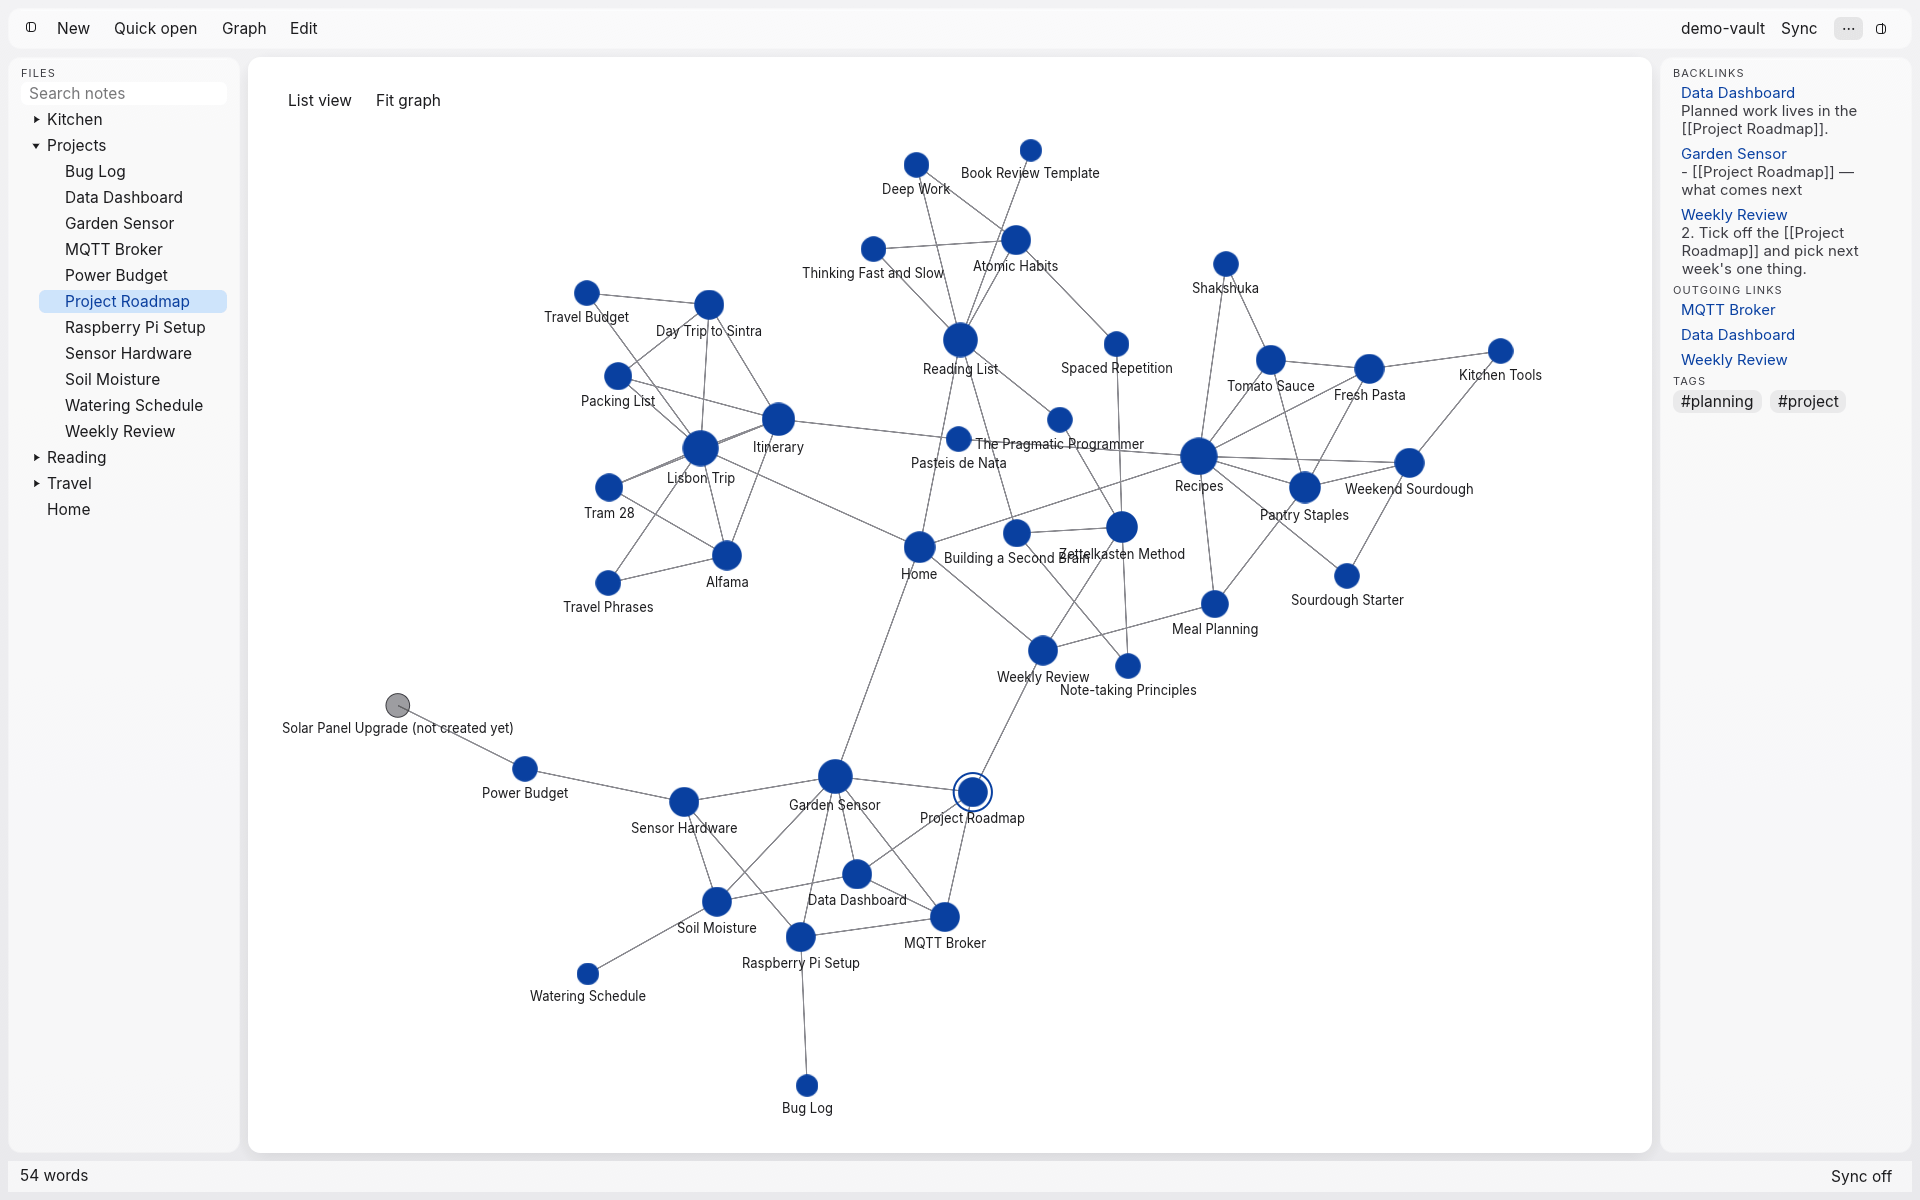 New
Quick open
Graph
Edit
demo-vault
Sync
...
FILES
Search notes
Kitchen
Projects
Bug Log
Data Dashboard
Garden Sensor
MQTT Broker
Power Budget
Project Roadmap
Raspberry Pi Setup
Sensor Hardware
Soil Moisture
Watering Schedule
Weekly Review
Reading
Travel
Home
List view
Fit graph
Deep Work
Book Review Template
Thinking Fast and Slow
Atomic Habits
Travel Budget
Day Trip to Sintra
Shakshuka
Packing List
Reading List
Spaced Repetition
Tomato Sauce
Fresh Pasta
Kitchen Tools
Itinerary
The Pragmatic Programmer
Pasteis de Nata
Lisbon Trip
Recipes
Weekend Sourdough
Tram 28
Pantry Staples
Home
Building a Second Brain
Zettelkasten Method
Alfama
Travel Phrases
Sourdough Starter
Meal Planning
Weekly Review
Note-taking Principles
Solar Panel Upgrade (not created yet)
Power Budget
Garden Sensor
Project Roadmap
Sensor Hardware
Data Dashboard
Soil Moisture
MQTT Broker
Raspberry Pi Setup
Watering Schedule
Bug Log
BACKLINKS
Data Dashboard
Planned work lives in the
[[Project Roadmap]].
Garden Sensor
- [[Project Roadmap]] —
what comes next
Weekly Review
2. Tick off the [[Project
Roadmap]] and pick next
week's one thing.
OUTGOING LINKS
MQTT Broker
Data Dashboard
Weekly Review
TAGS
#planning
#project
54 words
Sync off